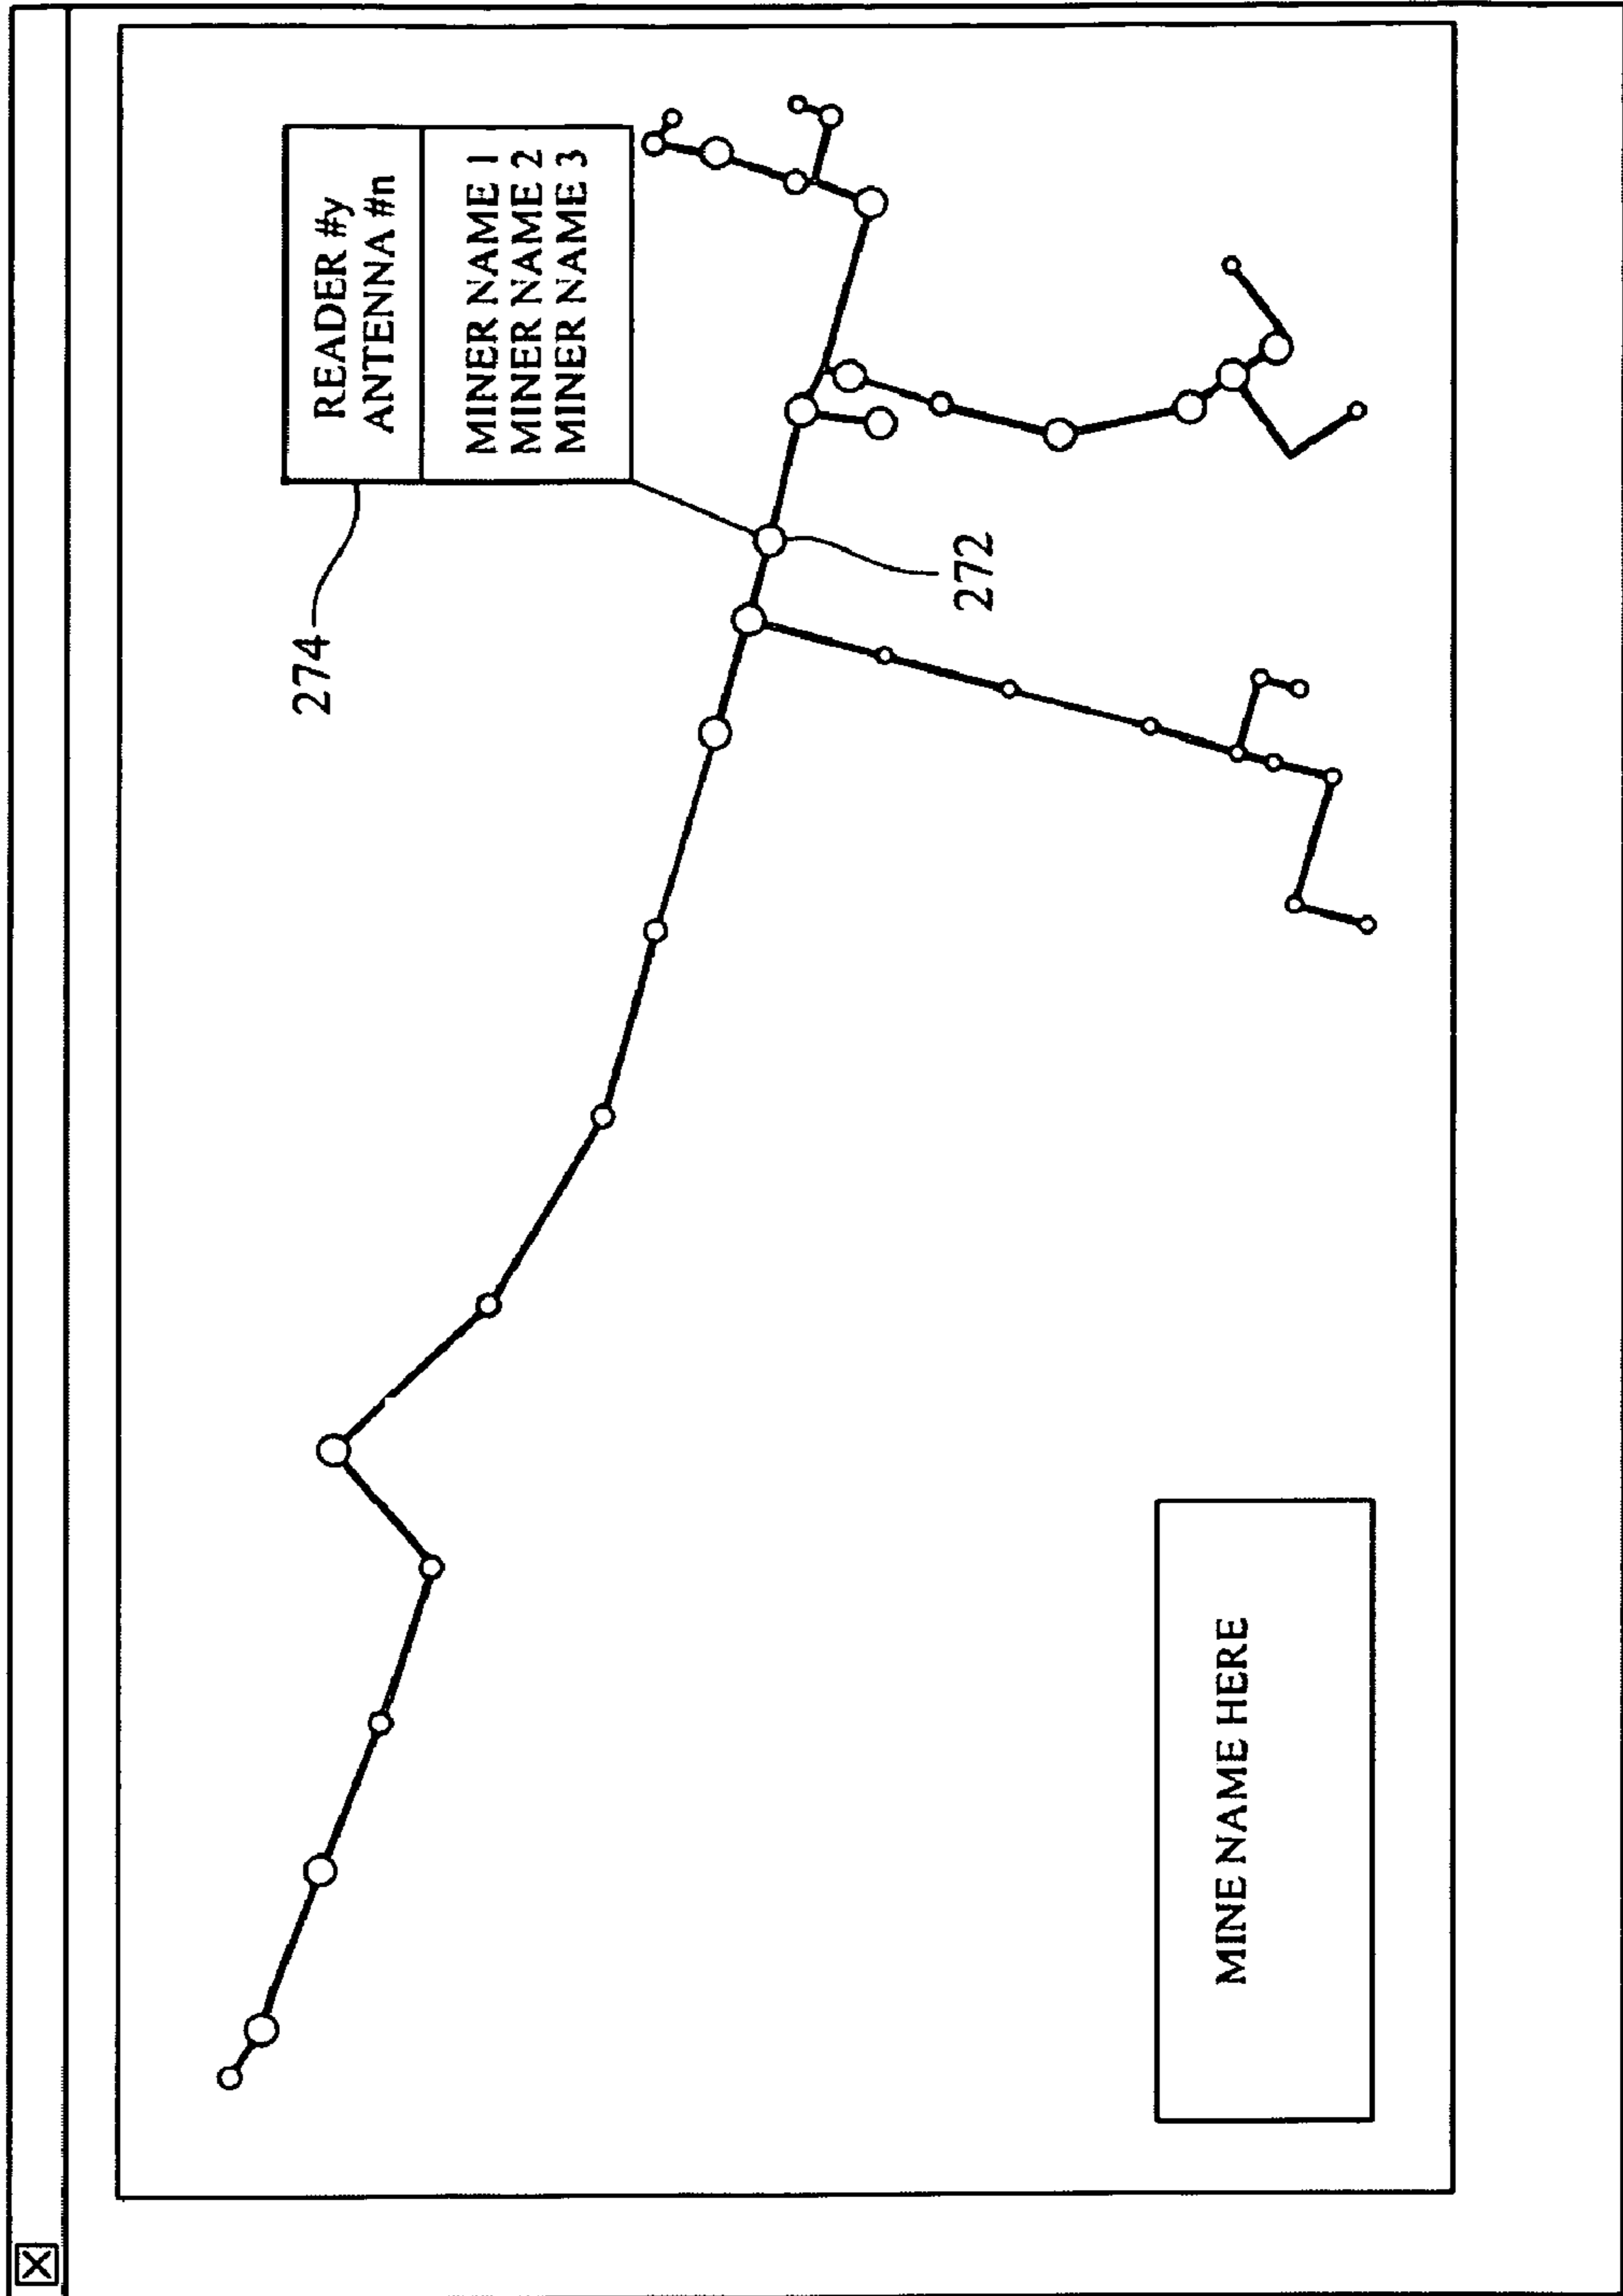 READER #y
ANTENNA #n
MINER NAME 1
MINER NAME 2
MINER NAME 3
274
272
MINE NAME HERE
X